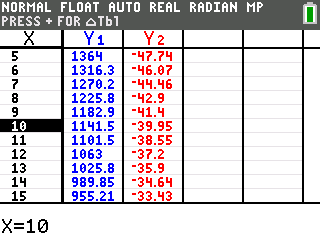 NORMAL FLOAT AUTO REAL RADIAN MP
PRESS + FOR △Tbl
X Y1 Y2
5 1364 -47.74
6 1316.3 -46.07
7 1270.2 -44.46
8 1225.8 -42.9
9 1182.9 -41.4
10 1141.5 -39.95
11 1101.5 -38.55
12 1063 -37.2
13 1025.8 -35.9
14 989.85 -34.64
15 955.21 -33.43
X=10